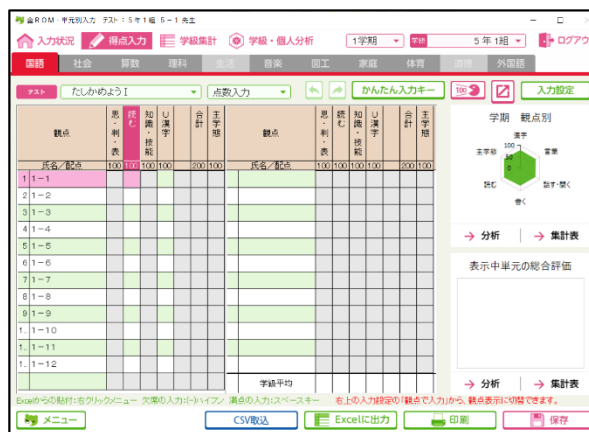 金ROM・単元別入力 テスト:5年1組 5-1 先生
入力状況 得点入力 学級集計 学級・個人分析 1学期 学級 5年1組 ログアウ
国語 社会 算数 理科 生活 音楽 図工 家庭 体育 道徳 外国語
テスト たしかめようⅠ 点数入力 かんたん入力キー 100 入力設定
観点 思・判・表 読む 知識・技能 U漢字 合計 主学態 観点 思・判・表 読む 知識・技能 U漢字 合計 主学態
氏名/配点 100 100 100 100 200 100 氏名/配点 100 100 100 100 200 100
1 1-1
2 1-2
3 1-3
4 1-4
5 1-5
6 1-6
7 1-7
8 1-8
9 1-9
1.. 1-10
1.. 1-11
1.. 1-12
学級平均
学期 観点別
漢字
100
50
0
主学態 言葉
読む 話す・聞く
書く
→ 分析 → 集計表
表示中単元の総合評価
→ 分析 → 集計表
Excelからの貼付:右クリックメニュー 欠席の入力:(-)ハイフン 満点の入力:スペースキー 右上の入力設定の「観点で入力」から、観点表示に切替できます。
メニュー CSV取込 Excelに出力 印刷 保存